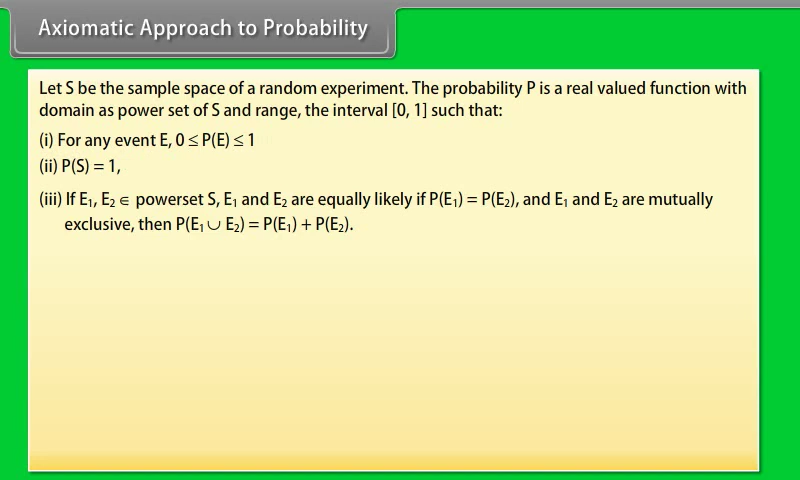 Axiomatic Approach to Probability
Let S be the sample space of a random experiment. The probability P is a real valued function with
domain as power set of S and range, the interval [0, 1] such that:
(i) For any event E, 0 ≤ P(E) ≤ 1
(ii) P(S) = 1,
(iii) If E₁, E₂ ∈ powerset S, E₁ and E₂ are equally likely if P(E₁) = P(E₂), and E₁ and E₂ are mutually
exclusive, then P(E₁ ∪ E₂) = P(E₁) + P(E₂).